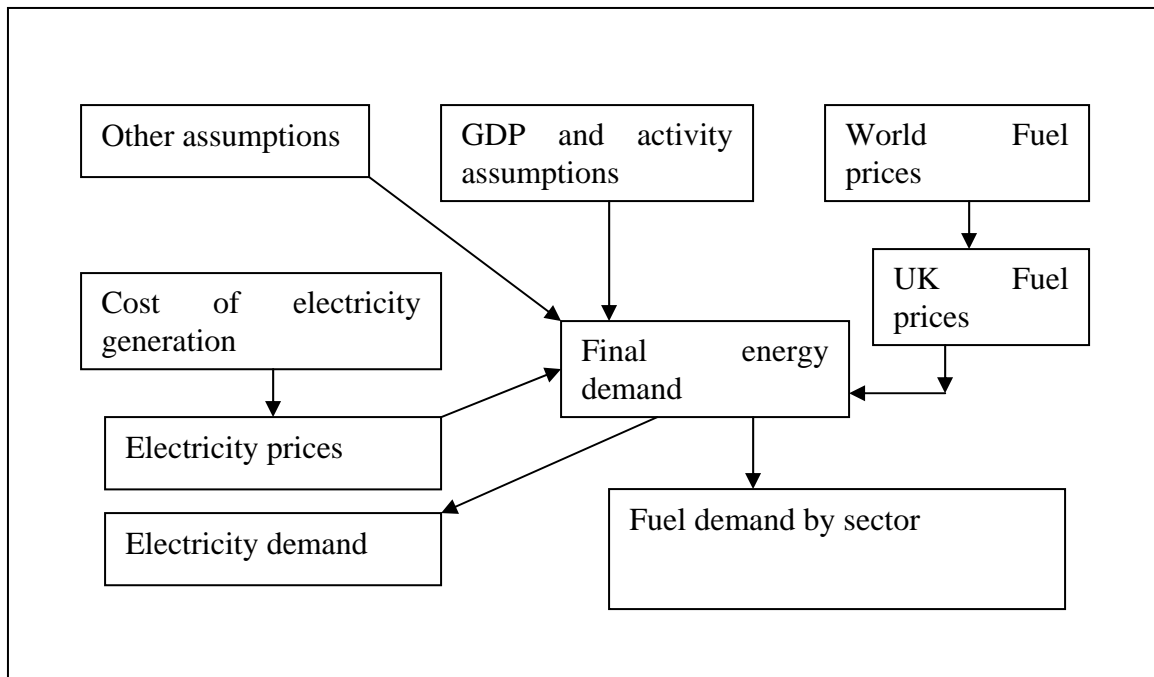 Other assumptions
GDP and activity
assumptions
World Fuel
prices
Cost of electricity
generation
UK Fuel
prices
Final energy
demand
Electricity prices
Electricity demand
Fuel demand by sector